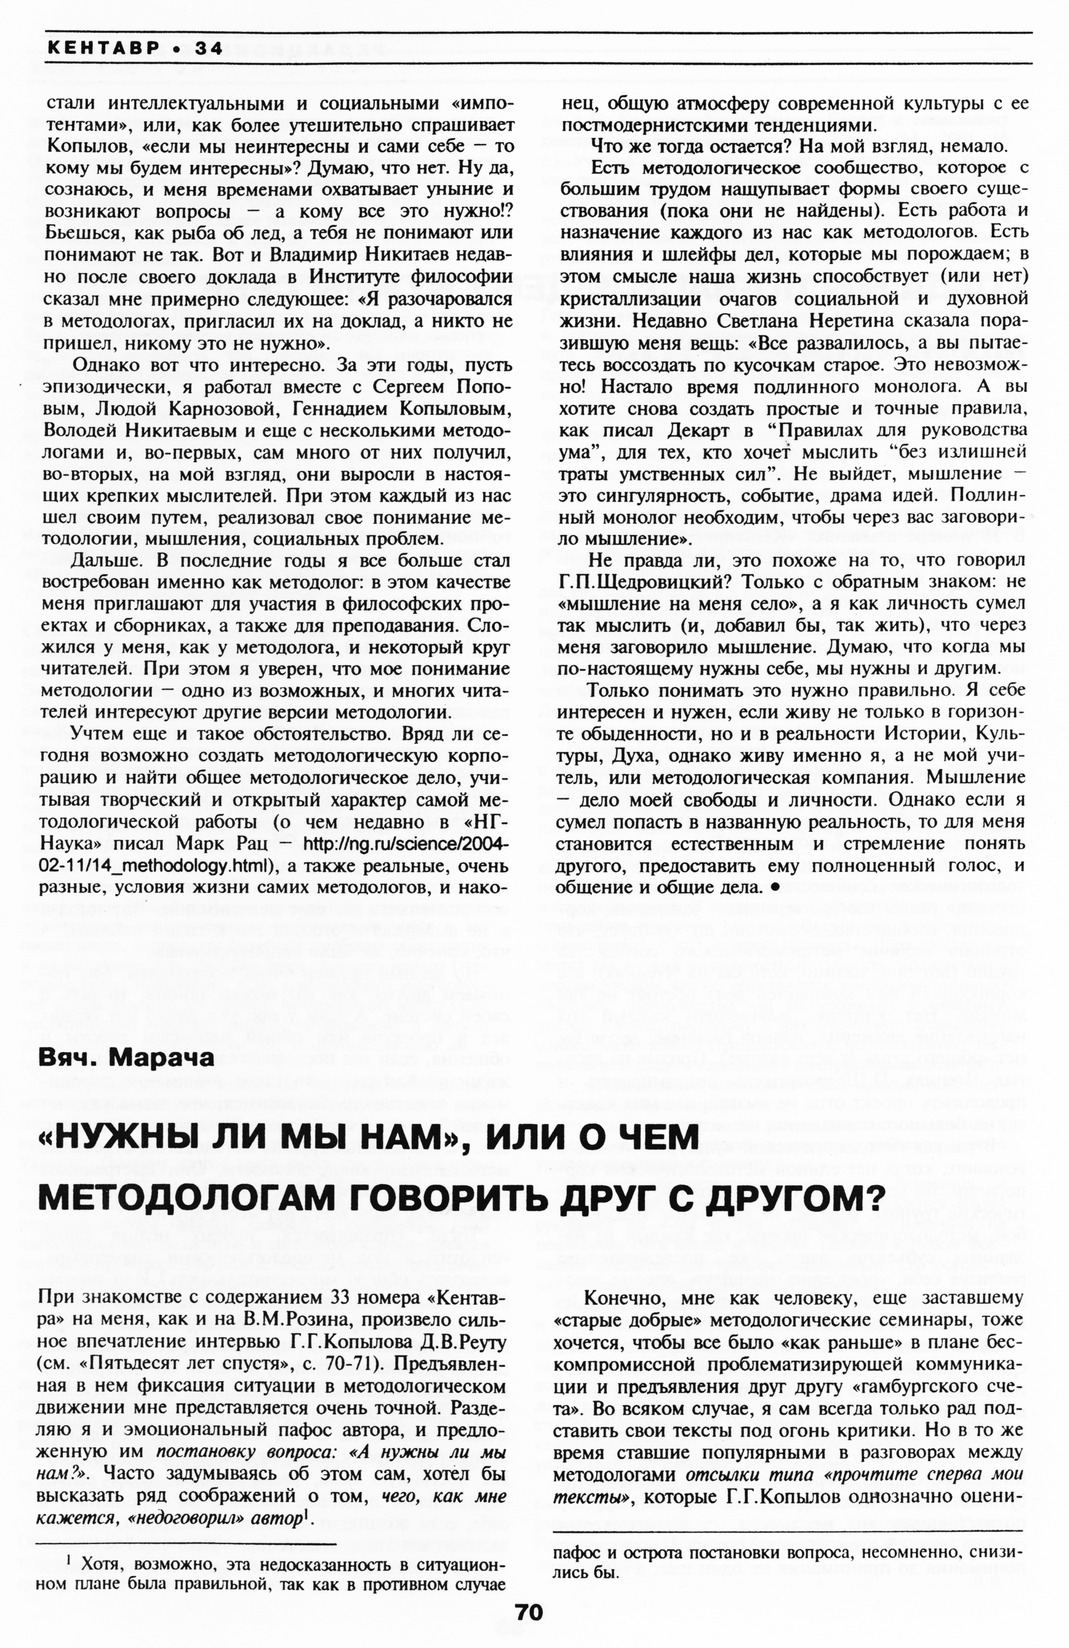 КЕНТАВР • 34
стали интеллектуальными и социальными «импо-
тентами», или, как более утешительно спрашивает
Копылов, «если мы неинтересны и сами себе — то
кому мы будем интересны»? Думаю, что нет. Ну да,
сознаюсь, и меня временами охватывает уныние и
возникают вопросы — а кому все это нужно!?
Бьешься, как рыба об лед, а тебя не понимают или
понимают не так. Вот и Владимир Никитаев недав-
но после своего доклада в Институте философии
сказал мне примерно следующее: «Я разочаровался
в методологах, пригласил их на доклад, а никто не
пришел, никому это не нужно».
Однако вот что интересно. За эти годы, пусть
эпизодически, я работал вместе с Сергеем Попо-
вым, Людой Карнозовой, Геннадием Копыловым,
Володей Никитаевым и еще с несколькими методо-
логами и, во-первых, сам много от них получил,
во-вторых, на мой взгляд, они выросли в настоя-
щих крепких мыслителей. При этом каждый из нас
шел своим путем, реализовал свое понимание ме-
тодологии, мышления, социальных проблем.
Дальше. В последние годы я все больше стал
востребован именно как методолог: в этом качестве
меня приглашают для участия в философских про-
ектах и сборниках, а также для преподавания. Сло-
жился у меня, как у методолога, и некоторый круг
читателей. При этом я уверен, что мое понимание
методологии — одно из возможных, и многих чита-
телей интересуют другие версии методологии.
Учтем еще и такое обстоятельство. Вряд ли се-
годня возможно создать методологическую корпо-
рацию и найти общее методологическое дело, учи-
тывая творческий и открытый характер самой ме-
тодологической работы (о чем недавно в «НГ-
Наука» писал Марк Рац — http://ng.ru/science/2004-
02-11/14_methodology.html), а также реальные, очень
разные, условия жизни самих методологов, и нако-
нец, общую атмосферу современной культуры с ее
постмодернистскими тенденциями.
Что же тогда остается? На мой взгляд, немало.
Есть методологическое сообщество, которое с
большим трудом нащупывает формы своего суще-
ствования (пока они не найдены). Есть работа и
назначение каждого из нас как методологов. Есть
влияния и шлейфы дел, которые мы порождаем; в
этом смысле наша жизнь способствует (или нет)
кристаллизации очагов социальной и духовной
жизни. Недавно Светлана Неретина сказала пора-
зившую меня вещь: «Все развалилось, а вы пытае-
тесь воссоздать по кусочкам старое. Это невозмож-
но! Настало время подлинного монолога. А вы
хотите снова создать простые и точные правила,
как писал Декарт в “Правилах для руководства
ума”, для тех, кто хочет мыслить “без излишней
траты умственных сил”. Не выйдет, мышление —
это сингулярность, событие, драма идей. Подлин-
ный монолог необходим, чтобы через вас заговори-
ло мышление».
Не правда ли, это похоже на то, что говорил
Г.П.Щедровицкий? Только с обратным знаком: не
«мышление на меня село», а я как личность сумел
так мыслить (и, добавил бы, так жить), что через
меня заговорило мышление. Думаю, что когда мы
по-настоящему нужны себе, мы нужны и другим.
Только понимать это нужно правильно. Я себе
интересен и нужен, если живу не только в горизон-
те обыденности, но и в реальности Истории, Куль-
туры, Духа, однако живу именно я, а не мой учи-
тель, или методологическая компания. Мышление
— дело моей свободы и личности. Однако если я
сумел попасть в названную реальность, то для меня
становится естественным и стремление понять
другого, предоставить ему полноценный голос, и
общение и общие дела. ●
Вяч. Марача
«НУЖНЫ ЛИ МЫ НАМ», ИЛИ О ЧЕМ
МЕТОДОЛОГАМ ГОВОРИТЬ ДРУГ С ДРУГОМ?
При знакомстве с содержанием 33 номера «Кентав-
ра» на меня, как и на В.М.Розина, произвело силь-
ное впечатление интервью Г.Г.Копылова Д.В.Реуту
(см. «Пятьдесят лет спустя», с. 70-71). Предъявлен-
ная в нем фиксация ситуации в методологическом
движении мне представляется очень точной. Разде-
ляю я и эмоциональный пафос автора, и предло-
женную им постановку вопроса: «А нужны ли мы
нам?». Часто задумываясь об этом сам, хотел бы
высказать ряд соображений о том, чего, как мне
кажется, «недоговорил» автор¹.
¹ Хотя, возможно, эта недосказанность в ситуацион-
ном плане была правильной, так как в противном случае
Конечно, мне как человеку, еще заставшему
«старые добрые» методологические семинары, тоже
хочется, чтобы все было «как раньше» в плане бес-
компромиссной проблематизирующей коммуника-
ции и предъявления друг другу «гамбургского сче-
та». Во всяком случае, я сам всегда только рад под-
ставить свои тексты под огонь критики. Но в то же
время ставшие популярными в разговорах между
методологами отсылки типа «прочтите сперва мои
тексты», которые Г.Г.Копылов однозначно оцени-
пафос и острота постановки вопроса, несомненно, снизи-
лись бы.
70